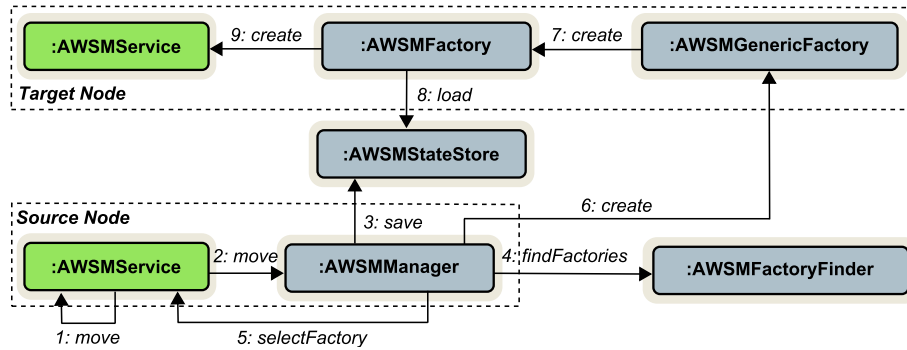 :AWSMService
9: create
:AWSMFactory
7: create
:AWSMGenericFactory
Target Node
8: load
:AWSMStateStore
Source Node
3: save
6: create
:AWSMService
2: move
:AWSMManager
4: findFactories
:AWSMFactoryFinder
1: move
5: selectFactory